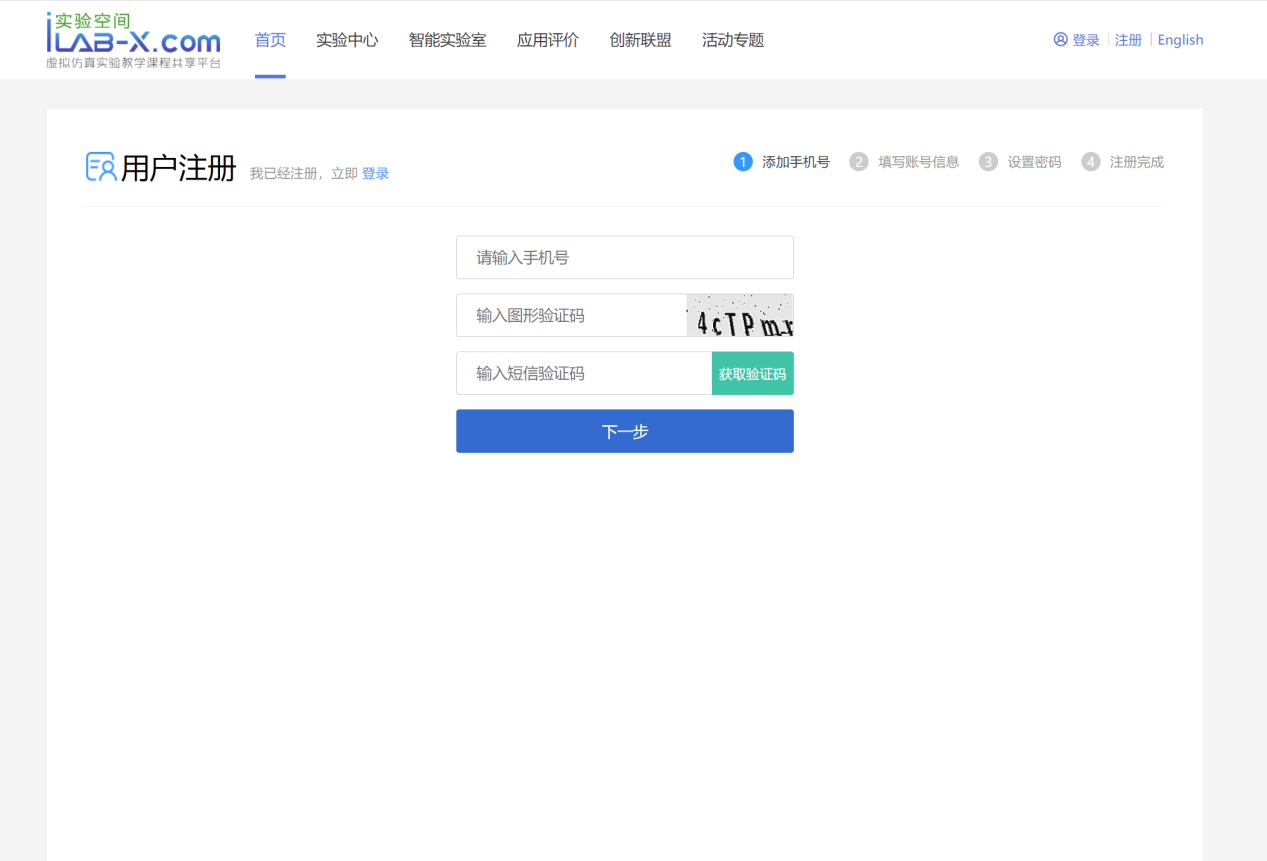 实验空间
iLAB-X.com
虚拟仿真实验教学课程共享平台
首页 实验中心 智能实验室 应用评价 创新联盟 活动专题
登录 注册 English
用户注册 我已经注册，立即 登录
1 添加手机号 2 填写账号信息 3 设置密码 4 注册完成
请输入手机号
输入图形验证码 4cTPmr
输入短信验证码 获取验证码
下一步